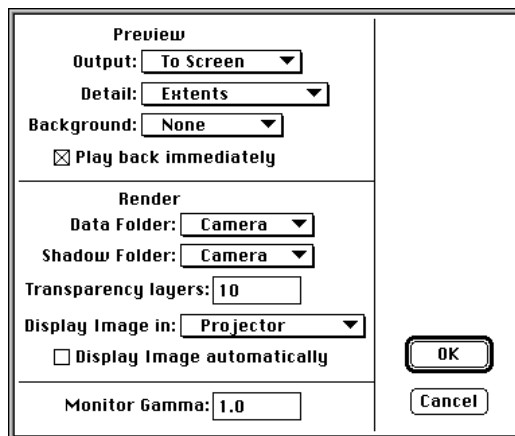 Preview
Output: To Screen
Detail: Extents
Background: None
Play back immediately
Render
Data Folder: Camera
Shadow Folder: Camera
Transparency layers: 10
Display Image in: Projector
Display Image automatically
Monitor Gamma: 1.0
OK
Cancel